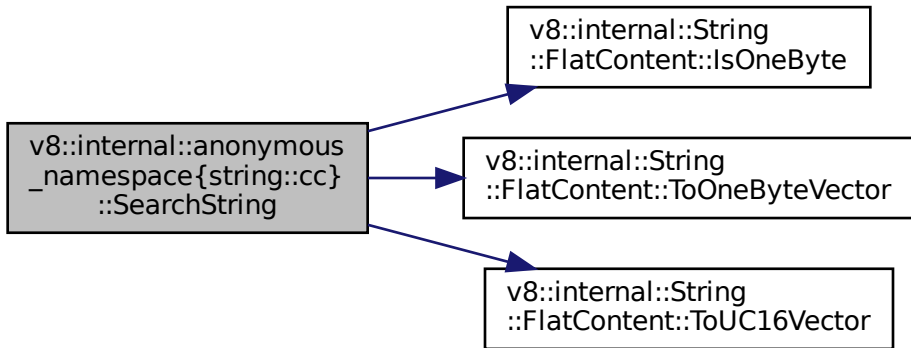 v8::internal::anonymous
_namespace{string::cc}
::SearchString
v8::internal::String
::FlatContent::IsOneByte
v8::internal::String
::FlatContent::ToOneByteVector
v8::internal::String
::FlatContent::ToUC16Vector